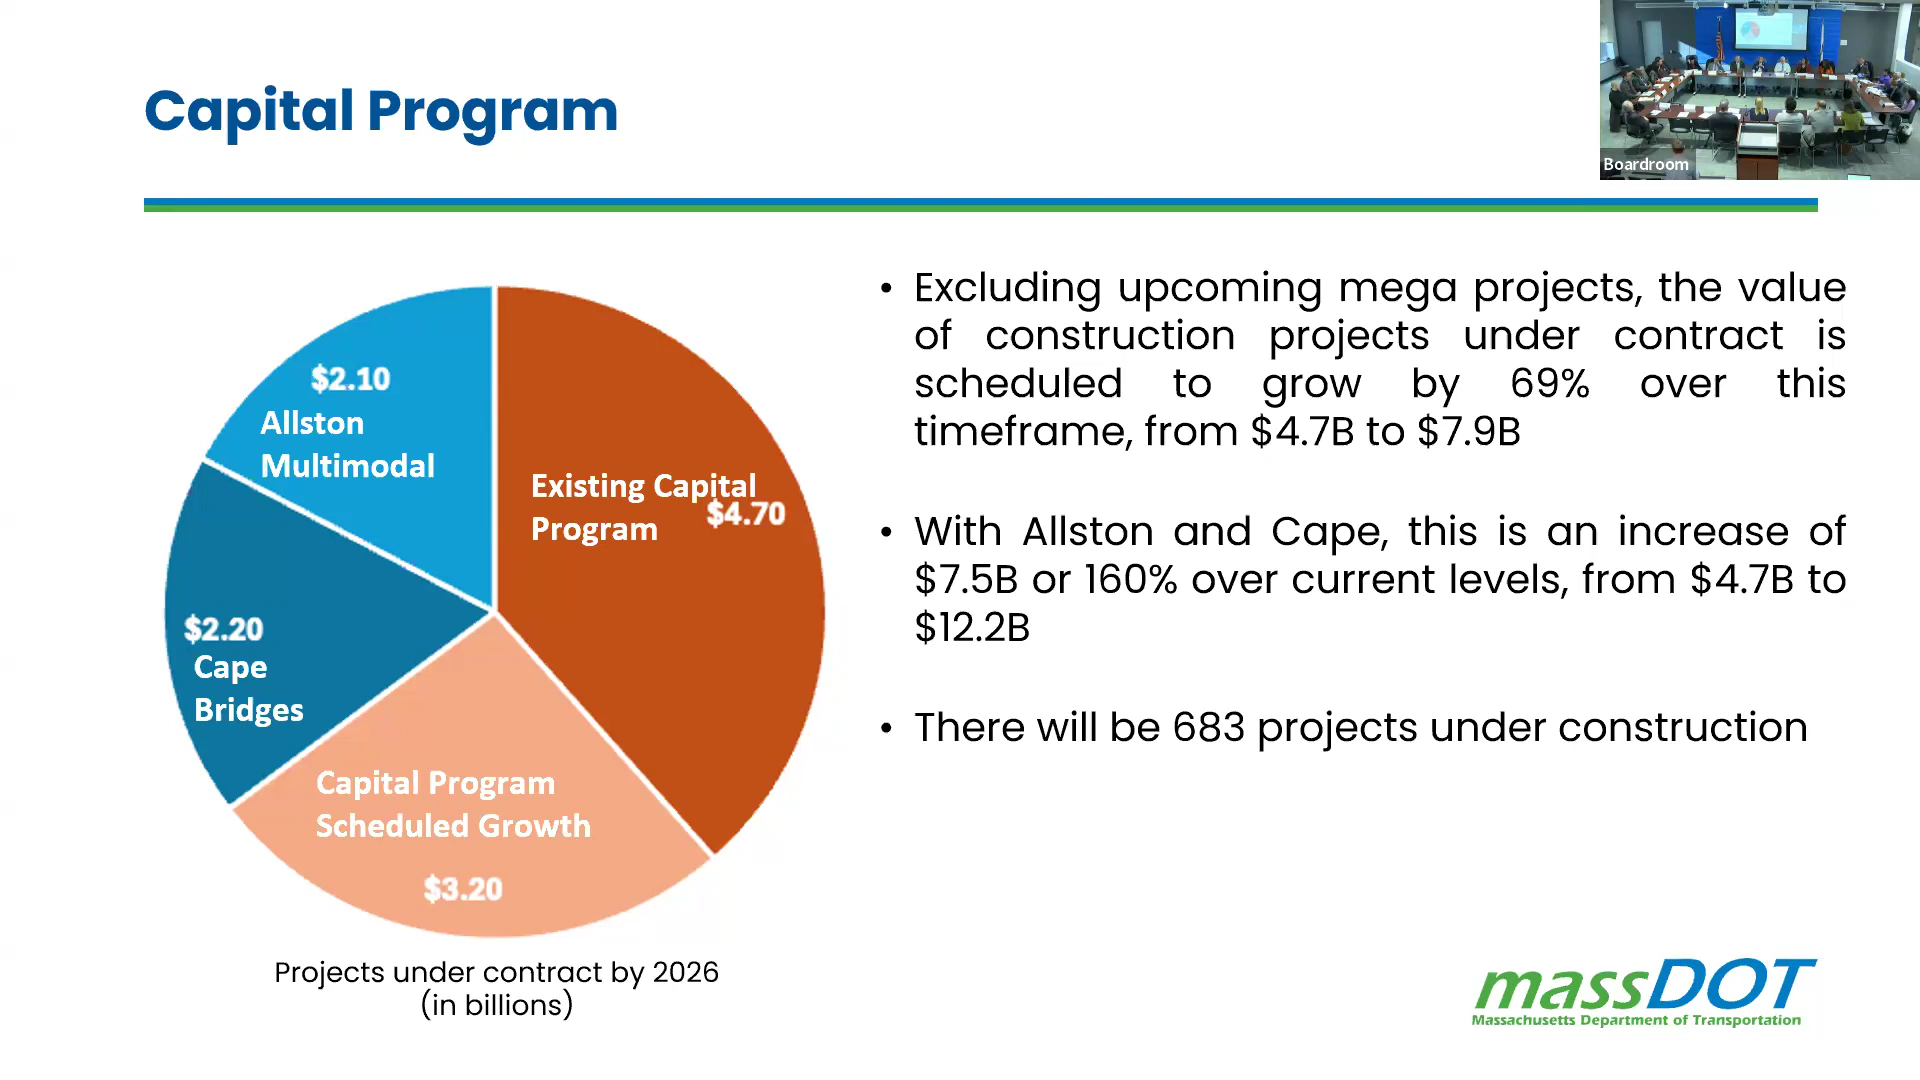 Capital Program
Boardroom
$2.10
Allston
Multimodal
Existing Capital
$4.70
Program
$2.20
Cape
Bridges
Capital Program
Scheduled Growth
$3.20
Projects under contract by 2026
(in billions)
• Excluding upcoming mega projects, the value
of construction projects under contract is
scheduled to grow by 69% over this
timeframe, from $4.7B to $7.9B
• With Allston and Cape, this is an increase of
$7.5B or 160% over current levels, from $4.7B to
$12.2B
• There will be 683 projects under construction
massDOT
Massachusetts Department of Transportation